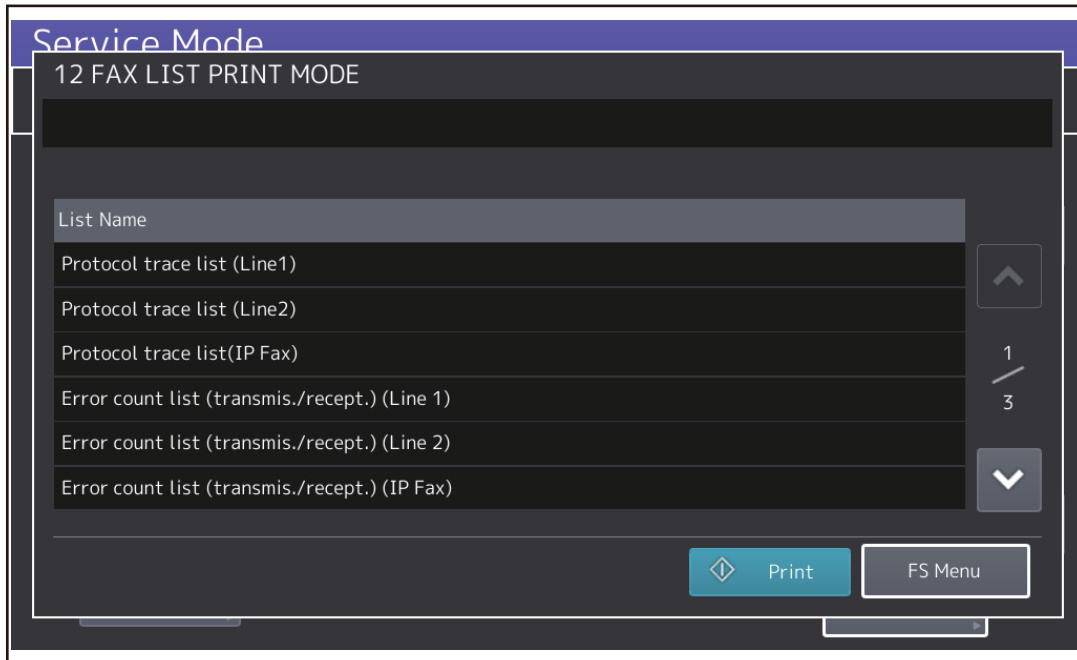 Service Mode
12 FAX LIST PRINT MODE
List Name
Protocol trace list (Line1)
Protocol trace list (Line2)
Protocol trace list(IP Fax)
1
3
Error count list (transmis./recept.) (Line 1)
Error count list (transmis./recept.) (Line 2)
Error count list (transmis./recept.) (IP Fax)
Print
FS Menu